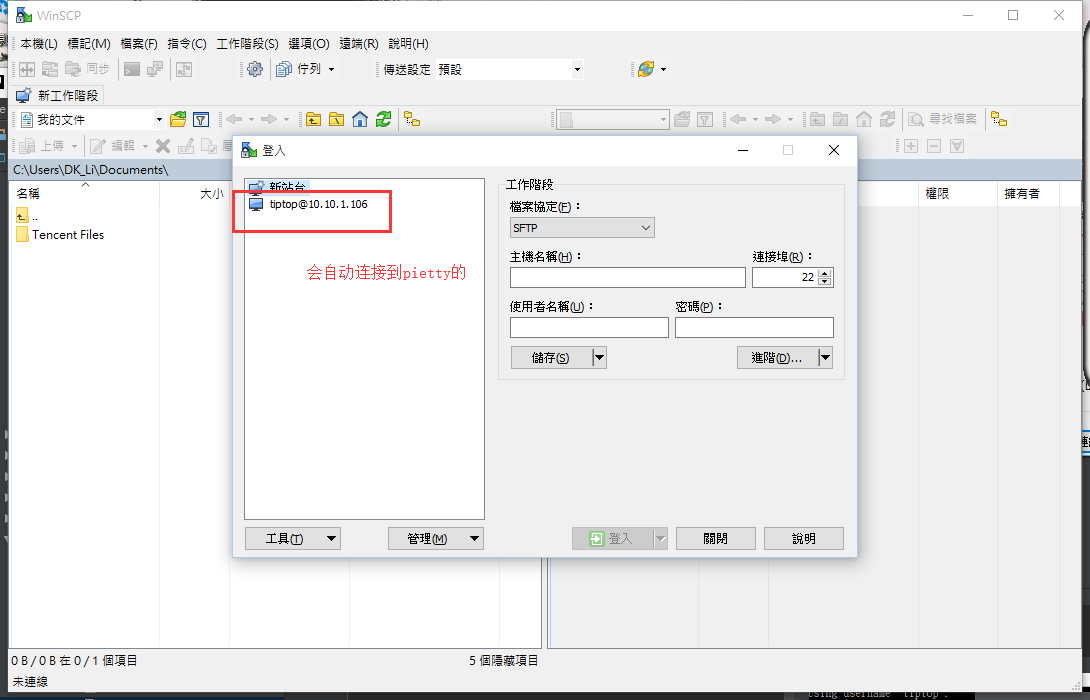 WinSCP
本機(L) 標記(M) 檔案(F) 指令(C) 工作階段(S) 選項(O) 遠端(R) 說明(H)
同步 佇列 傳送設定 預設
新工作階段
我的文件 尋找檔案
上傳 編輯
C:\Users\DK_Li\Documents\
名稱 大小 權限 擁有者
..
Tencent Files
登入
新站台
tiptop@10.10.1.106
会自动连接到pietty的
工作階段
檔案協定(F)：
SFTP
主機名稱(H)： 連接埠(R)：
22
使用者名稱(U)： 密碼(P)：
儲存(S) 進階(D)...
工具(T) 管理(M) 登入 關閉 說明
0 B / 0 B 在 0 / 1 個項目 5 個隱藏項目
未連線
using username "tiptop".